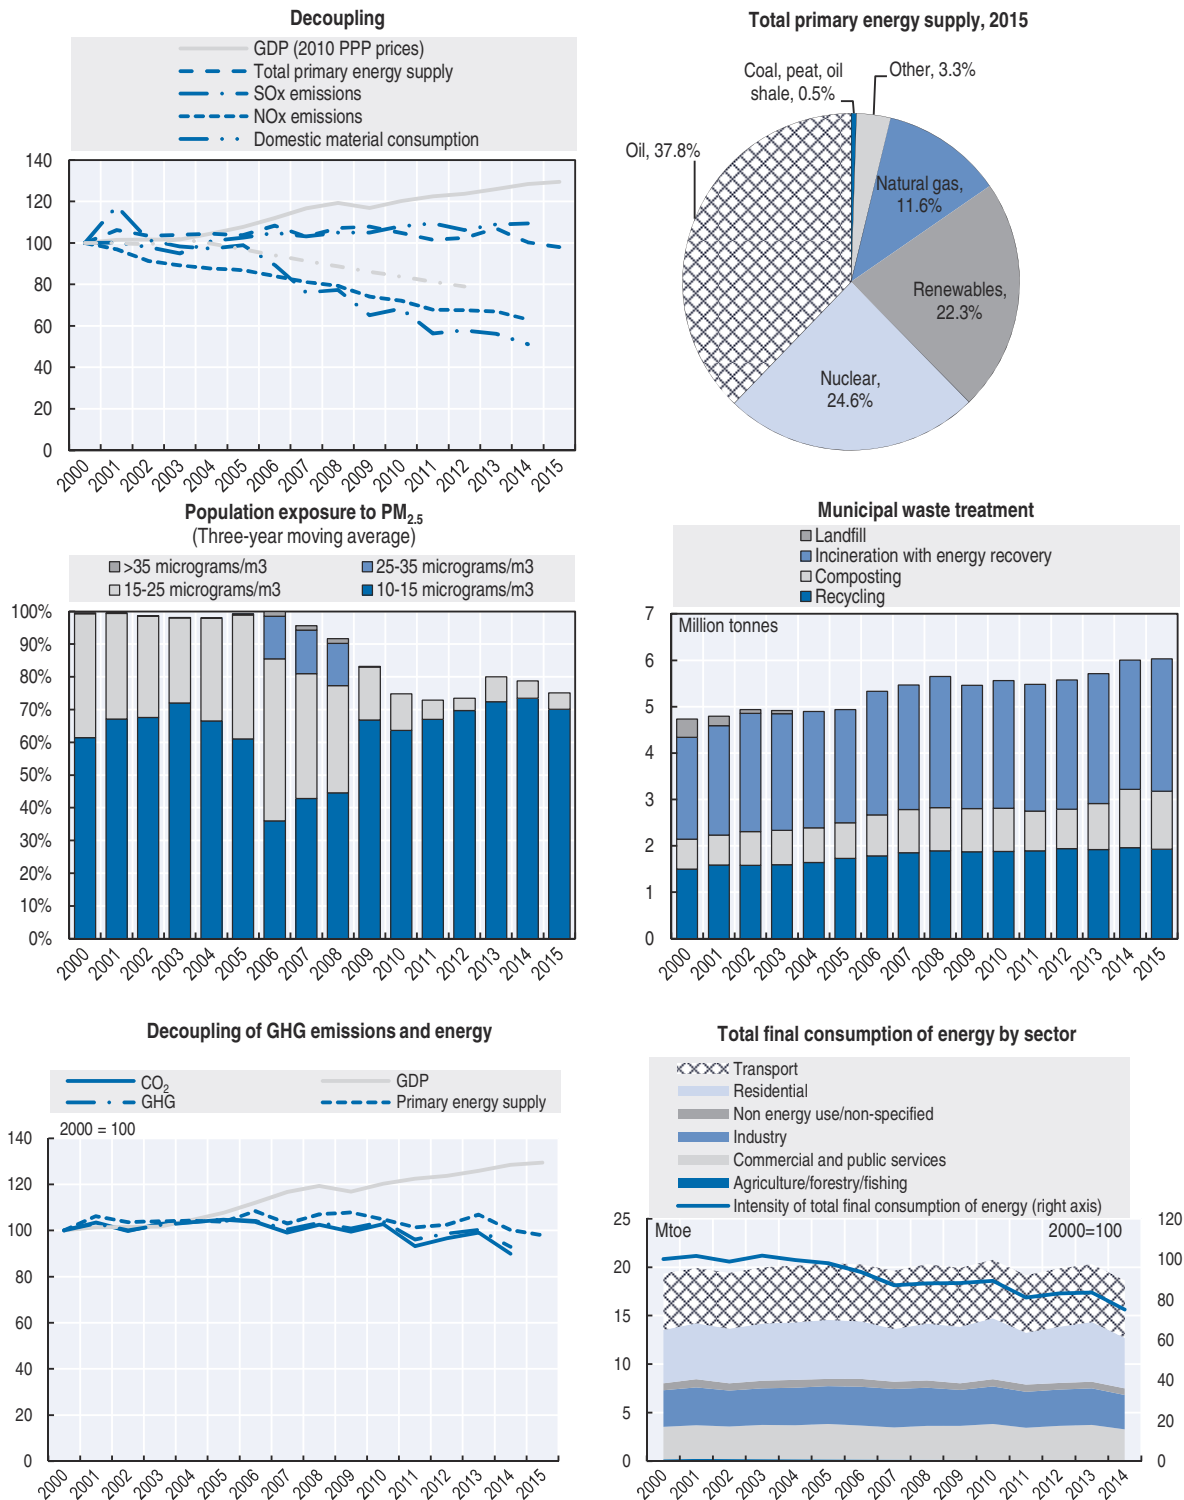 Decoupling
GDP (2010 PPP prices)
Total primary energy supply
SOx emissions
NOx emissions
Domestic material consumption
140
120
100
80
60
40
20
0
2000 2001 2002 2003 2004 2005 2006 2007 2008 2009 2010 2011 2012 2013 2014 2015
Total primary energy supply, 2015
Coal, peat, oil
shale, 0.5%
Other, 3.3%
Oil, 37.8%
Natural gas,
11.6%
Renewables,
22.3%
Nuclear,
24.6%
Population exposure to PM2.5
(Three-year moving average)
>35 micrograms/m3
25-35 micrograms/m3
15-25 micrograms/m3
10-15 micrograms/m3
100%
90%
80%
70%
60%
50%
40%
30%
20%
10%
0%
2000 2001 2002 2003 2004 2005 2006 2007 2008 2009 2010 2011 2012 2013 2014 2015
Municipal waste treatment
Landfill
Incineration with energy recovery
Composting
Recycling
Million tonnes
7
6
5
4
3
2
1
0
2000 2001 2002 2003 2004 2005 2006 2007 2008 2009 2010 2011 2012 2013 2014 2015
Decoupling of GHG emissions and energy
CO2
GDP
GHG
Primary energy supply
2000 = 100
140
120
100
80
60
40
20
0
2000 2001 2002 2003 2004 2005 2006 2007 2008 2009 2010 2011 2012 2013 2014 2015
Total final consumption of energy by sector
Transport
Residential
Non energy use/non-specified
Industry
Commercial and public services
Agriculture/forestry/fishing
Intensity of total final consumption of energy (right axis)
Mtoe
2000=100
25
20
15
10
5
0
120
100
80
60
40
20
0
2000 2001 2002 2003 2004 2005 2006 2007 2008 2009 2010 2011 2012 2013 2014